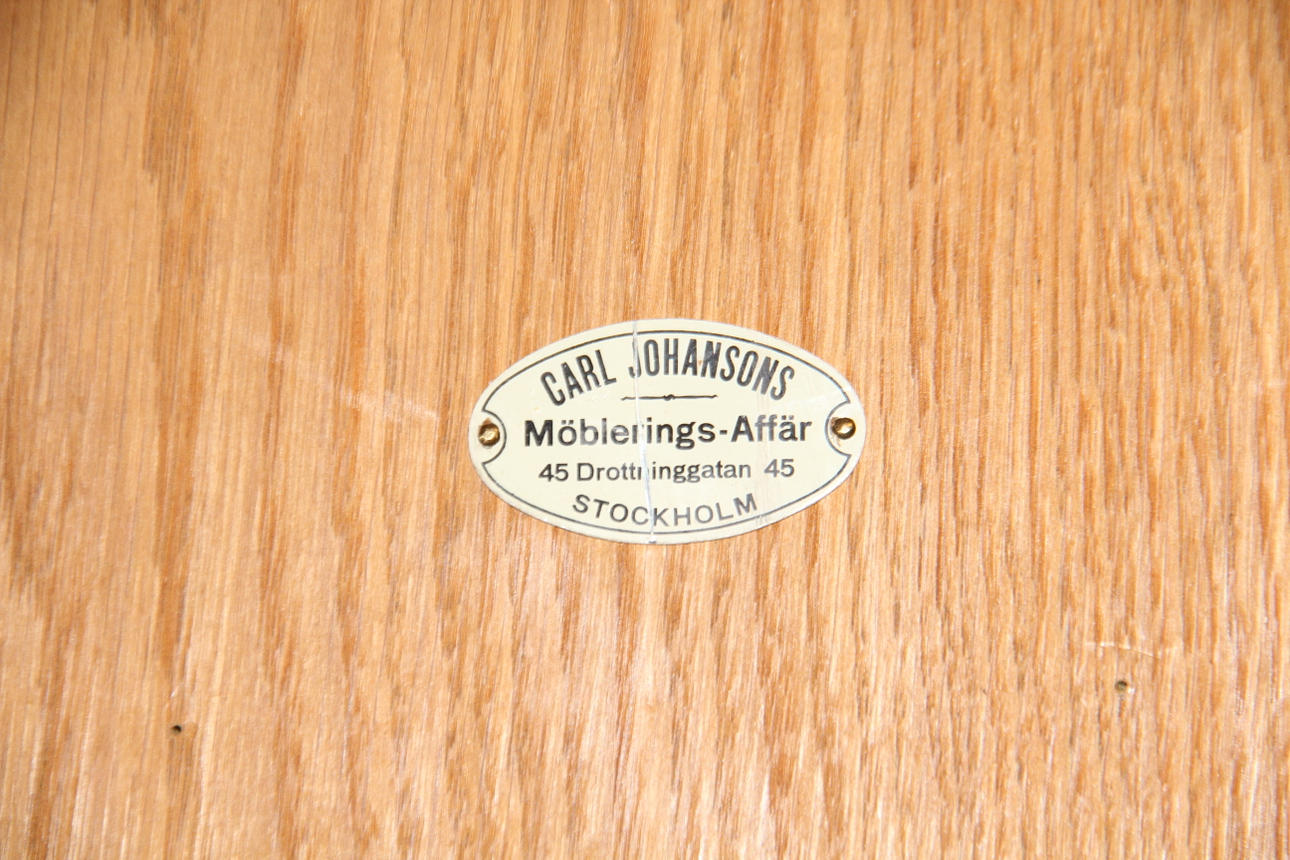 CARL JOHANSONS
Möblerings-Affär
45 Drottninggatan 45
STOCKHOLM